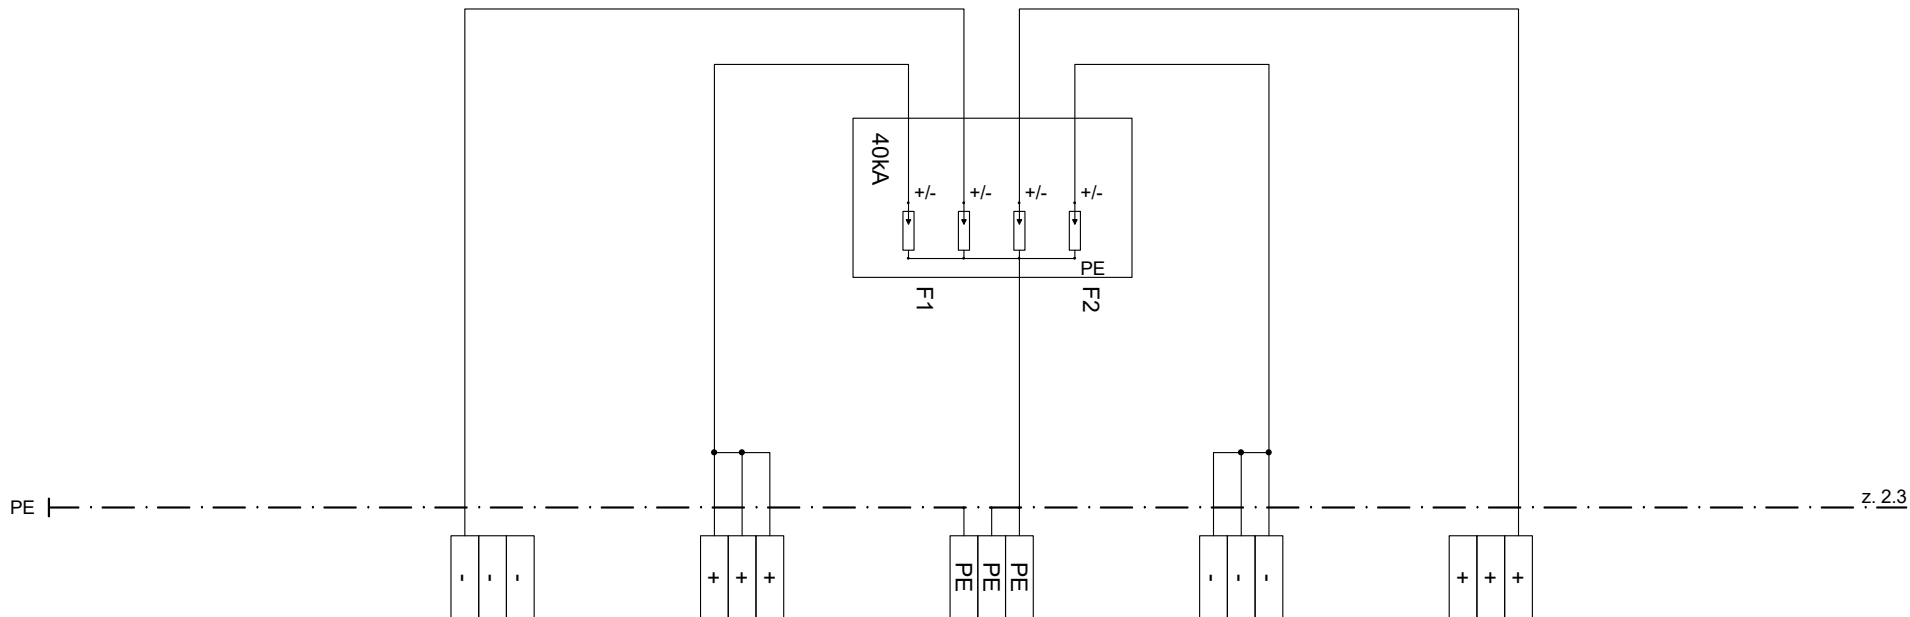 40kA
+/- +/- +/- +/-
PE
F1 F2
PE
z. 2.3
- - - + + + PE PE PE - - - + + +